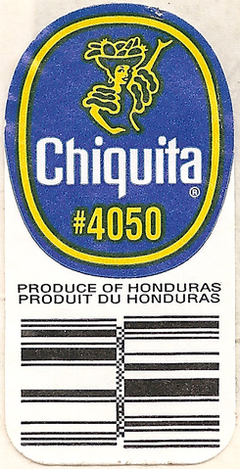 Chiquita®
#4050
PRODUCE OF HONDURAS
PRODUIT DU HONDURAS